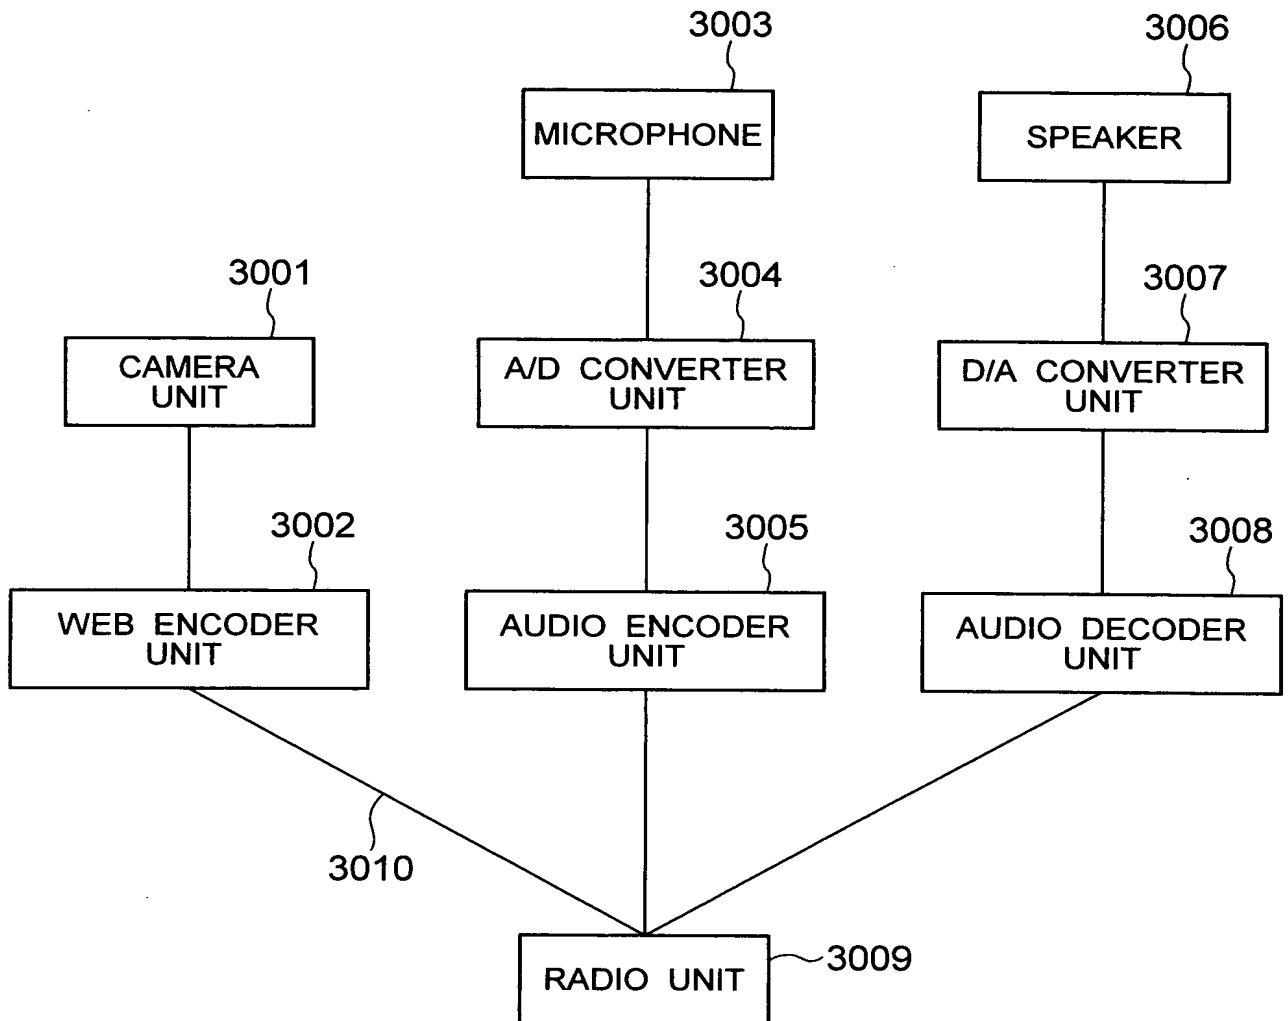 3003
3006
MICROPHONE
SPEAKER
3001
3004
3007
CAMERA
UNIT
A/D CONVERTER
UNIT
D/A CONVERTER
UNIT
3002
3005
3008
WEB ENCODER
UNIT
AUDIO ENCODER
UNIT
AUDIO DECODER
UNIT
3010
RADIO UNIT
3009